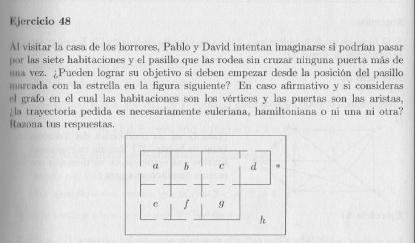 Ejercicio 48
Al visitar la casa de los horrores, Pablo y David intentan imaginarse si podrían pasar
por las siete habitaciones y el pasillo que las rodea sin cruzar ninguna puerta más de
una vez. ¿Pueden lograr su objetivo si deben empezar desde la posición del pasillo
marcada con la estrella en la figura siguiente? En caso afirmativo y si consideras
el grafo en el cual las habitaciones son los vértices y las puertas son las aristas,
¿la trayectoria pedida es necesariamente euleriana, hamiltoniana o ni una ni otra?
Razona tus respuestas.
a b c d *
e f g
h